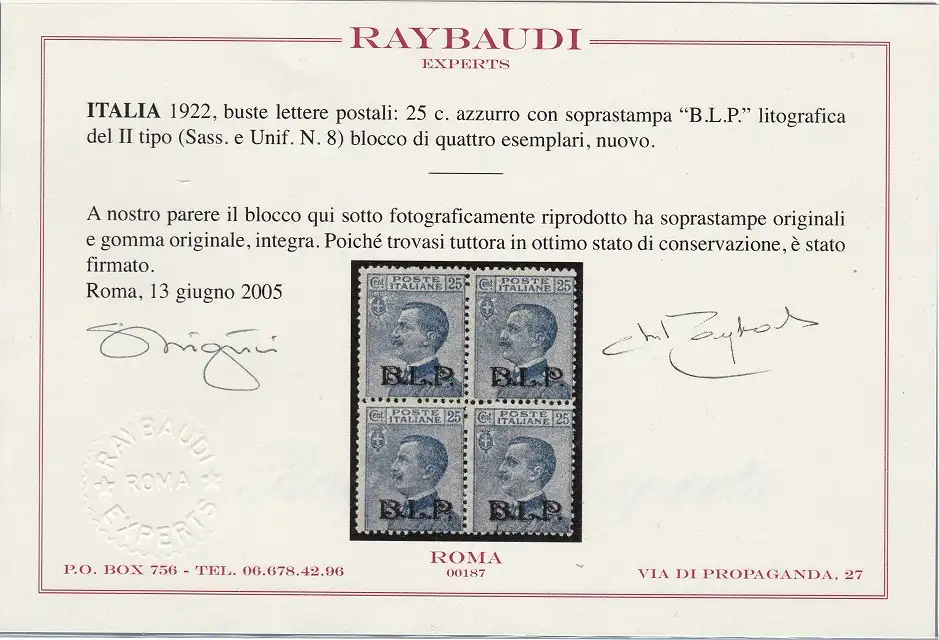 RAYBAUDI
EXPERTS
ITALIA 1922, buste lettere postali: 25 c. azzurro con soprastampa “B.L.P.” litografica
del II tipo (Sass. e Unif. N. 8) blocco di quattro esemplari, nuovo.
A nostro parere il blocco qui sotto fotograficamente riprodotto ha soprastampe originali
e gomma originale, integra. Poiché trovasi tuttora in ottimo stato di conservazione, è stato
firmato.
Roma, 13 giugno 2005
Cent POSTE ITALIANE 25
B.L.P.
Cent POSTE ITALIANE 25
B.L.P.
Cent POSTE ITALIANE 25
B.L.P.
Cent POSTE ITALIANE 25
B.L.P.
RAYBAUDI
ROMA
EXPERTS
ROMA
00187
P.O. BOX 756 - TEL. 06.678.42.96
VIA DI PROPAGANDA, 27